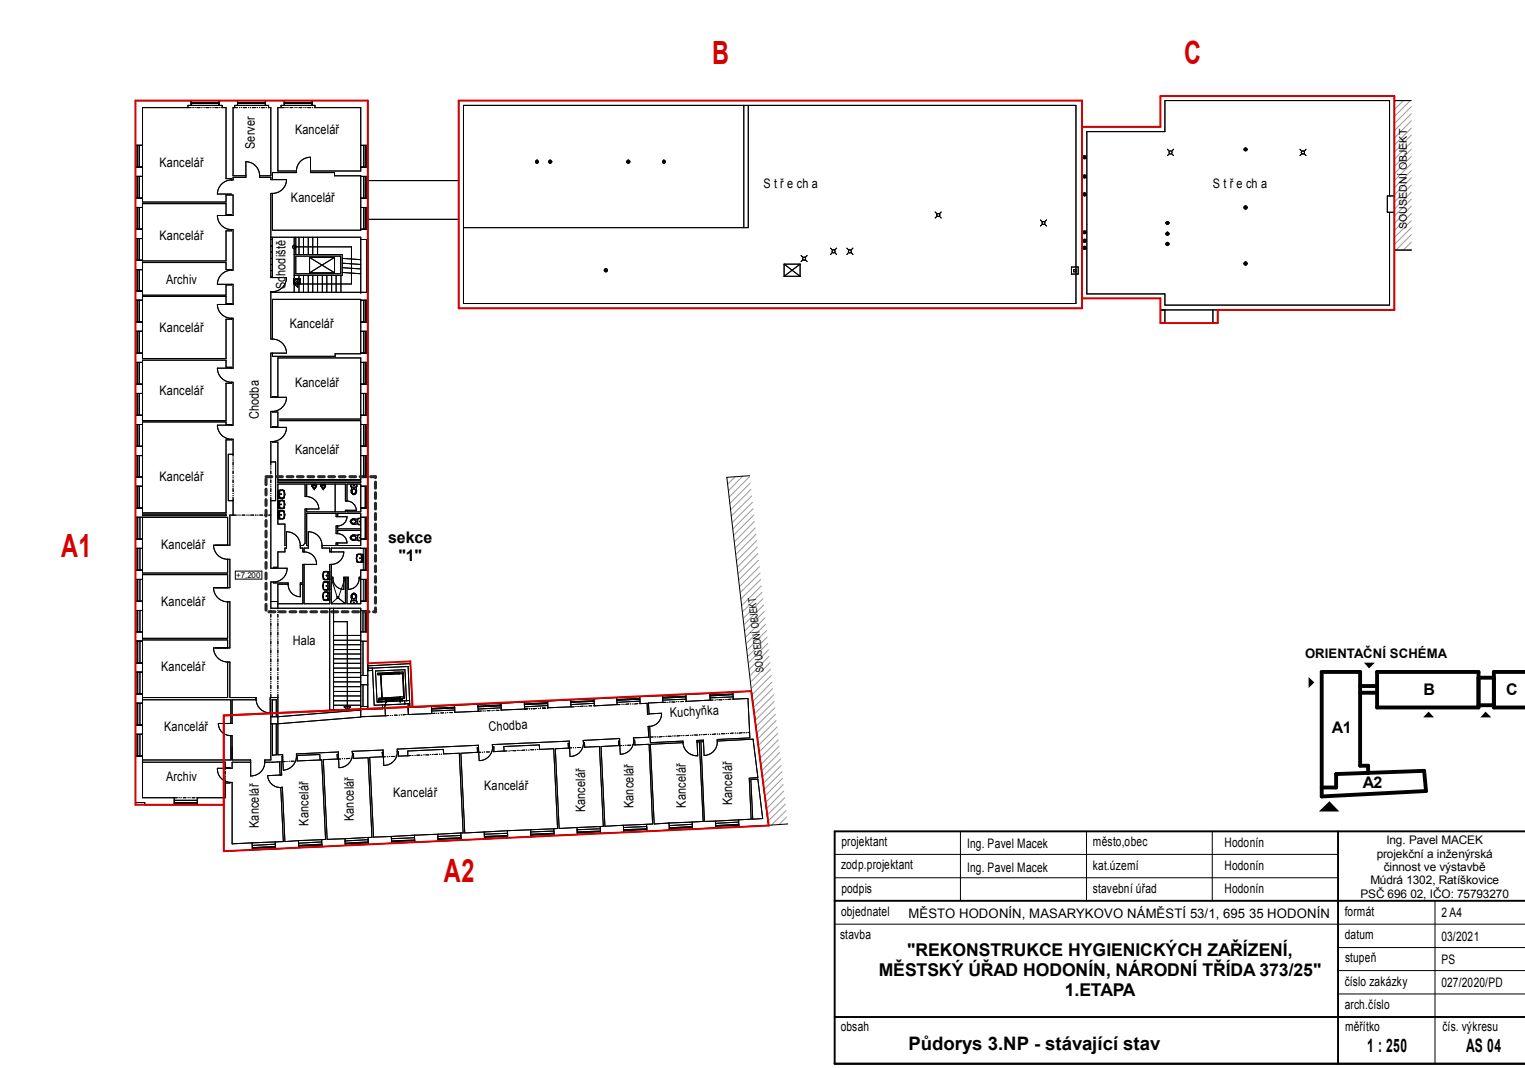 B
C
Kancelář
Server
Kancelář
Kancelář
Kancelář
Schodiště
Archiv
Kancelář
Kancelář
Kancelář
Chodba
Kancelář
Kancelář
Kancelář
Střecha
Střecha
SOUSEDNÍ OBJEKT
A1
Kancelář
+7,200
sekce
"1"
Kancelář
Hala
Kancelář
Kancelář
Archiv
SOUSEDNÍ OBJEKT
Chodba
Kuchyňka
Kancelář
Kancelář
Kancelář
Kancelář
Kancelář
Kancelář
Kancelář
Kancelář
Kancelář
A2
ORIENTAČNÍ SCHÉMA
B
C
A1
A2
projektant
Ing. Pavel Macek
město,obec
Hodonín
zodp.projektant
Ing. Pavel Macek
kat.území
Hodonín
podpis
stavební úřad
Hodonín
Ing. Pavel MACEK
projekční a inženýrská
činnost ve výstavbě
Múdrá 1302, Ratíškovice
PSČ 696 02, IČO: 75793270
objednatel
MĚSTO HODONÍN, MASARYKOVO NÁMĚSTÍ 53/1, 695 35 HODONÍN
formát
2 A4
stavba
"REKONSTRUKCE HYGIENICKÝCH ZAŘÍZENÍ,
MĚSTSKÝ ÚŘAD HODONÍN, NÁRODNÍ TŘÍDA 373/25"
1.ETAPA
datum
03/2021
stupeň
PS
číslo zakázky
027/2020/PD
arch.číslo
obsah
Půdorys 3.NP - stávající stav
měřítko
1 : 250
čís. výkresu
AS 04